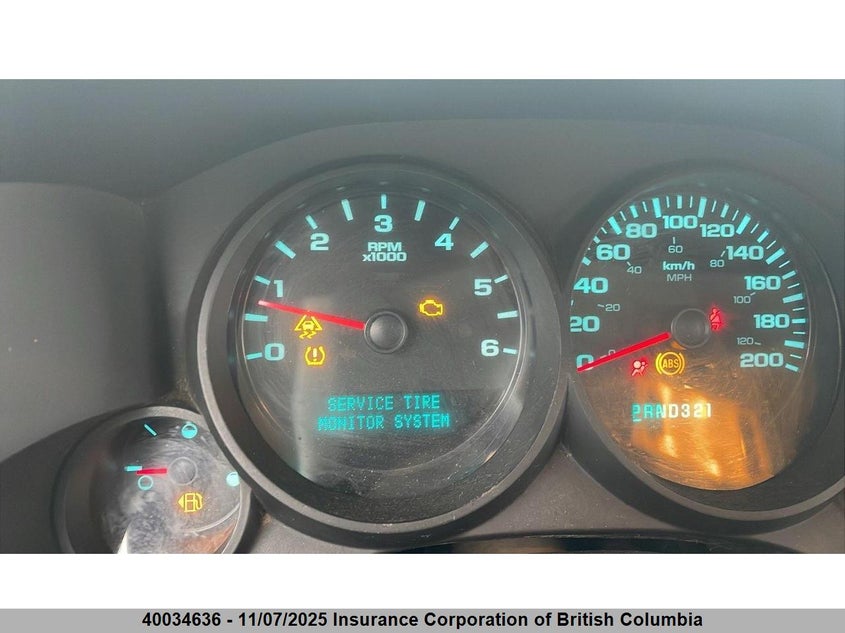 0 1 2 3 4 5 6
RPM
x1000
SERVICE TIRE
MONITOR SYSTEM
0 20 40 60 80 100 120 140 160 180 200
km/h
MPH
0 20 40 60 80 100 120
ABS
PRND321
40034636 - 11/07/2025 Insurance Corporation of British Columbia